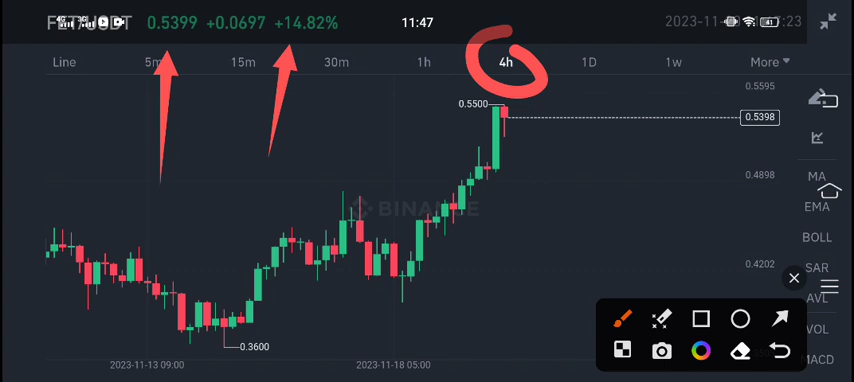 FET/USDT 0.5399 +0.0697 +14.82% 11:47
Line 5m 15m 30m 1h 4h 1D 1w More
0.5595
0.5500
0.5398
0.4898
BINANCE
0.4202
0.3600
2023-11-13 09:00 2023-11-18 05:00
MA
EMA
BOLL
SAR
AVL
VOL
MACD